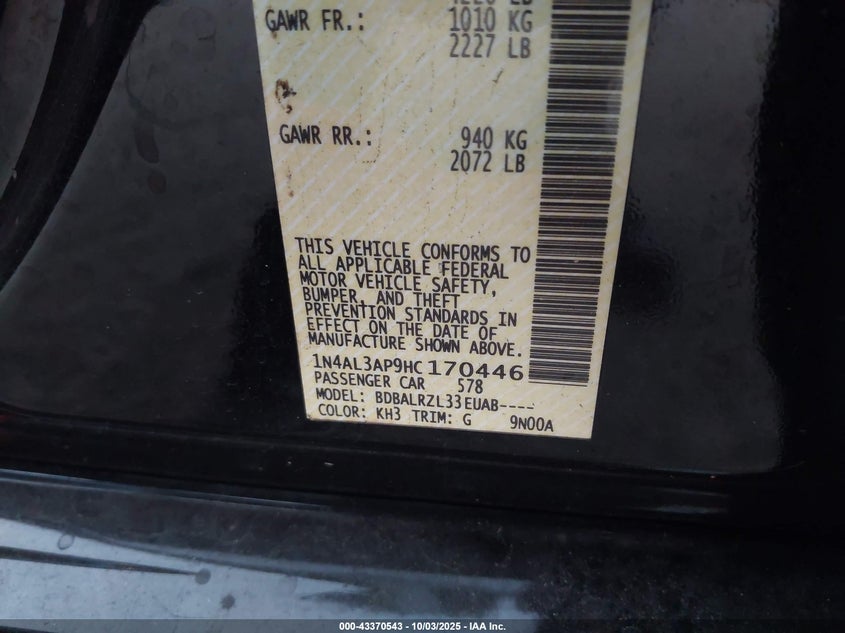 GAWR FR.: 1010 KG
2227 LB
GAWR RR.: 940 KG
2072 LB
THIS VEHICLE CONFORMS TO
ALL APPLICABLE FEDERAL
MOTOR VEHICLE SAFETY,
BUMPER, AND THEFT
PREVENTION STANDARDS IN
EFFECT ON THE DATE OF
MANUFACTURE SHOWN ABOVE.
1N4AL3AP9HC170446
PASSENGER CAR 578
MODEL: BDBALRZL33EUAB----
COLOR: KH3 TRIM: G 9N00A
000-43370543 - 10/03/2025 - IAA Inc.